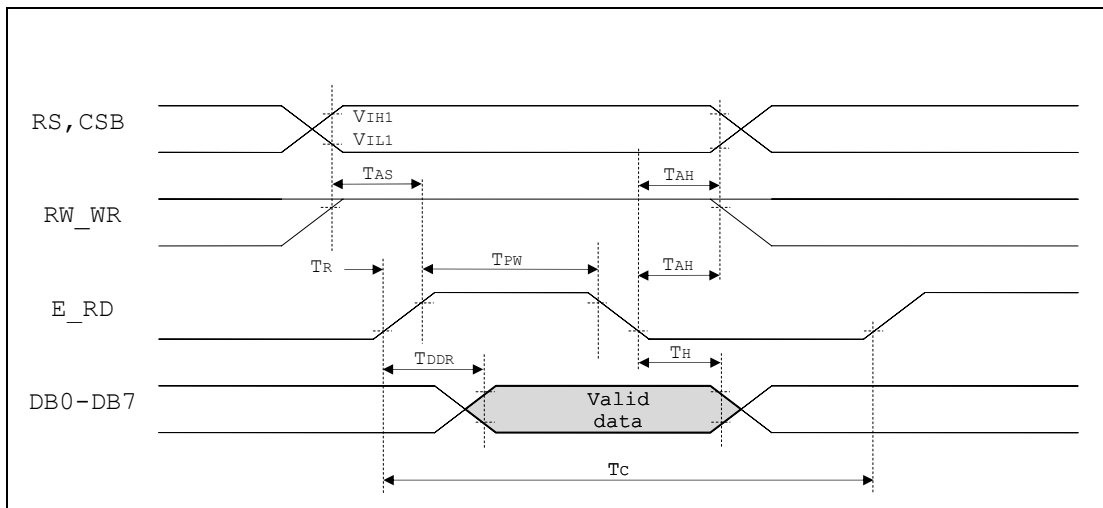 RS,CSB
VIH1
VIL1
TAS
TAH
RW_WR
TR
TPW
TAH
E_RD
TDDR
TH
DB0-DB7
Valid
data
TC